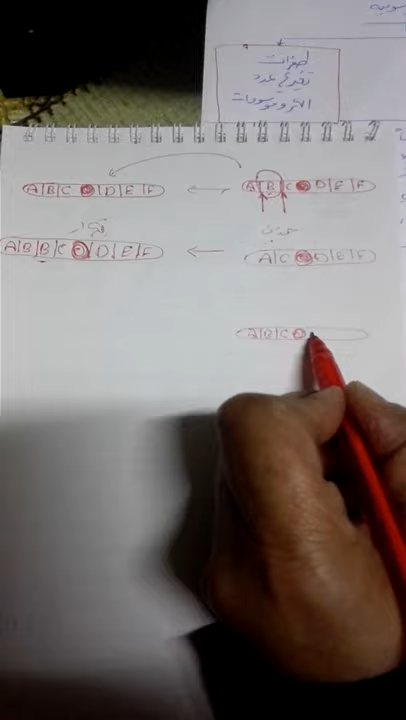 طفرات
تغير عدد
الكروموسومات
A B C D E F
A B C D E F
تكرار
حذف
A B B C D E F
A C D E F
A B C